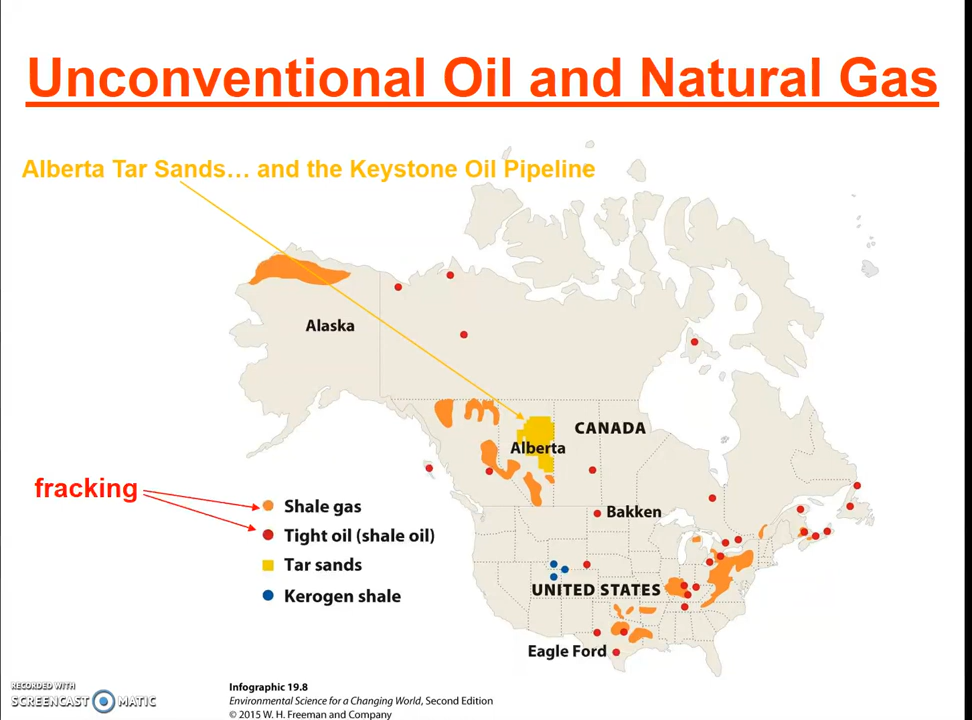 Unconventional Oil and Natural Gas
Alberta Tar Sands… and the Keystone Oil Pipeline
Alaska
CANADA
Alberta
fracking
Shale gas
Bakken
Tight oil (shale oil)
Tar sands
UNITED STATES
Kerogen shale
Eagle Ford
RECORDED WITH
SCREENCAST MATIC
Infographic 19.8
Environmental Science for a Changing World, Second Edition
© 2015 W. H. Freeman and Company